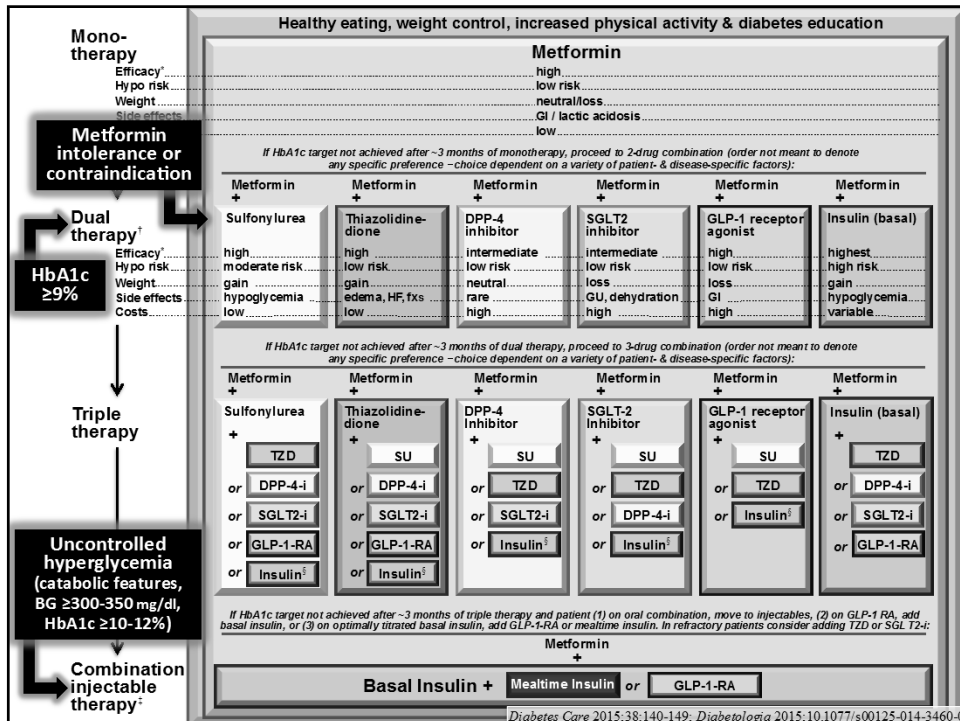 Healthy eating, weight control, increased physical activity & diabetes education
Mono-
therapy
Metformin
Efficacy* high
Hypo risk low risk
Weight neutral/loss
Side effects GI / lactic acidosis
low
Metformin
intolerance or
contraindication
If HbA1c target not achieved after ~3 months of monotherapy, proceed to 2-drug combination (order not meant to denote
any specific preference − choice dependent on a variety of patient- & disease-specific factors):
Metformin Metformin Metformin Metformin Metformin Metformin
+ + + + + +
Dual
therapy†
HbA1c
≥9%
Sulfonylurea Thiazolidine-dione DPP-4 inhibitor SGLT2 inhibitor GLP-1 receptor agonist Insulin (basal)
Efficacy* high high intermediate intermediate high highest
Hypo risk moderate risk low risk low risk low risk low risk high risk
Weight gain gain neutral loss loss gain
Side effects hypoglycemia edema, HF, fxs rare GU, dehydration GI hypoglycemia
Costs low low high high high variable
If HbA1c target not achieved after ~3 months of dual therapy, proceed to 3-drug combination (order not meant to denote
any specific preference − choice dependent on a variety of patient- & disease-specific factors):
Metformin Metformin Metformin Metformin Metformin Metformin
+ + + + + +
Triple
therapy
Sulfonylurea Thiazolidine-dione DPP-4 Inhibitor SGLT-2 Inhibitor GLP-1 receptor agonist Insulin (basal)
+ + + + + +
TZD SU SU SU SU TZD
or DPP-4-i or DPP-4-i or TZD or TZD or TZD or DPP-4-i
or SGLT2-i or SGLT2-i or SGLT2-i or DPP-4-i or Insulin§ or SGLT2-i
or GLP-1-RA or GLP-1-RA or Insulin§ or Insulin§ or GLP-1-RA
or Insulin§ or Insulin§
Uncontrolled
hyperglycemia
(catabolic features,
BG ≥300-350 mg/dl,
HbA1c ≥10-12%)
If HbA1c target not achieved after ~3 months of triple therapy and patient (1) on oral combination, move to injectables, (2) on GLP-1 RA, add
basal insulin, or (3) on optimally titrated basal insulin, add GLP-1-RA or mealtime insulin. In refractory patients consider adding TZD or SGLT2-i:
Metformin
+
Combination
injectable
therapy‡
Basal Insulin + Mealtime Insulin or GLP-1-RA
Diabetes Care 2015;38:140-149; Diabetologia 2015;10.1077/s00125-014-3460-0